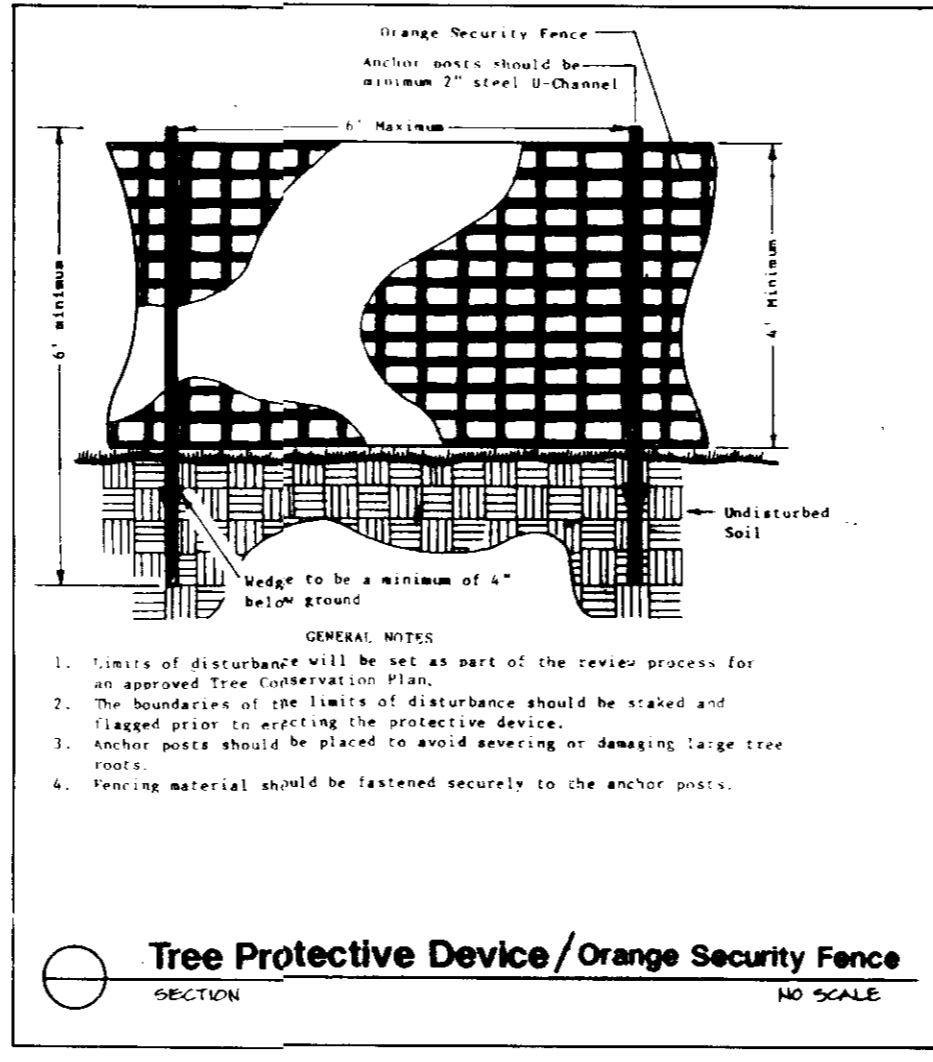 Orange Security Fence
Anchor posts should be
minimum 2" steel U-Channel
6' Maximum
6' minimum
4' Minimum
Undisturbed
Soil
Wedge to be a minimum of 4"
below ground
GENERAL NOTES
1. Limits of disturbance will be set as part of the review process for
an approved Tree Conservation Plan.
2. The boundaries of the limits of disturbance should be staked and
flagged prior to erecting the protective device.
3. Anchor posts should be placed to avoid severing or damaging large tree
roots.
4. Fencing material should be fastened securely to the anchor posts.
Tree Protective Device/Orange Security Fence
SECTION
NO SCALE